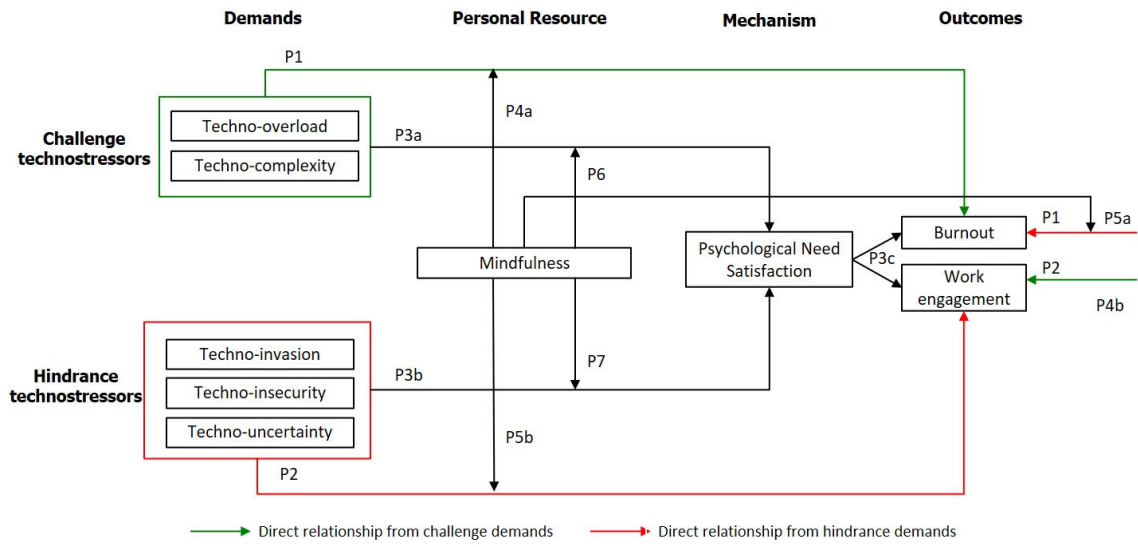 Demands
Personal Resource
Mechanism
Outcomes
P1
P4a
Challenge
technostressors
Techno-overload
Techno-complexity
P3a
P6
P1
P5a
Burnout
Mindfulness
Psychological Need
Satisfaction
P3c
P2
Work
engagement
P4b
Hindrance
technostressors
Techno-invasion
Techno-insecurity
Techno-uncertainty
P7
P3b
P5b
P2
Direct relationship from challenge demands
Direct relationship from hindrance demands